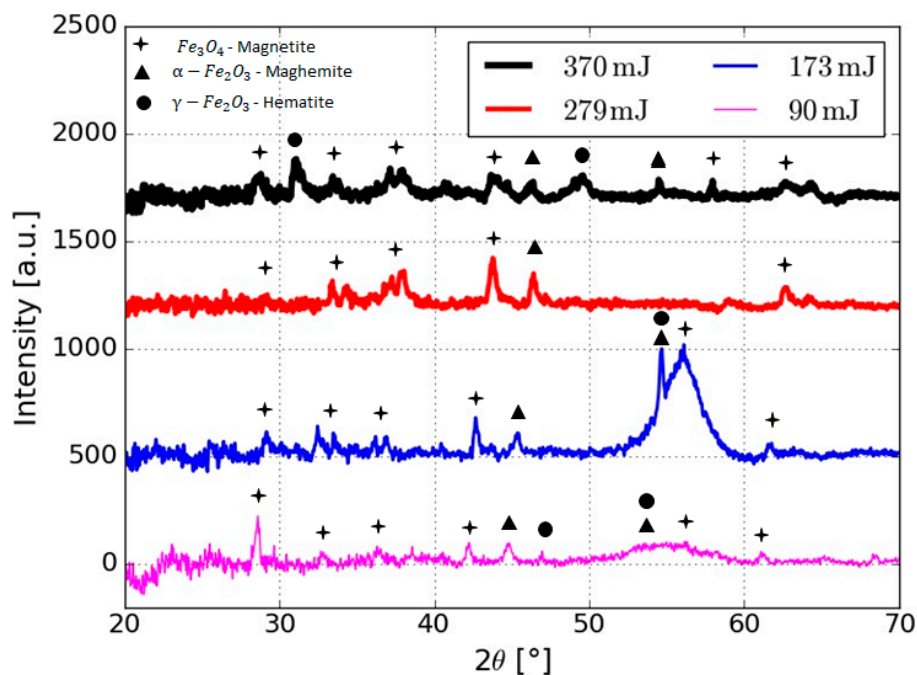 2500
2000
1500
1000
500
0
Intensity [a.u.]
Fe₃O₄ - Magnetite
α − Fe₂O₃ - Maghemite
γ − Fe₂O₃ - Hematite
370 mJ
279 mJ
173 mJ
90 mJ
20 30 40 50 60 70
2θ [°]